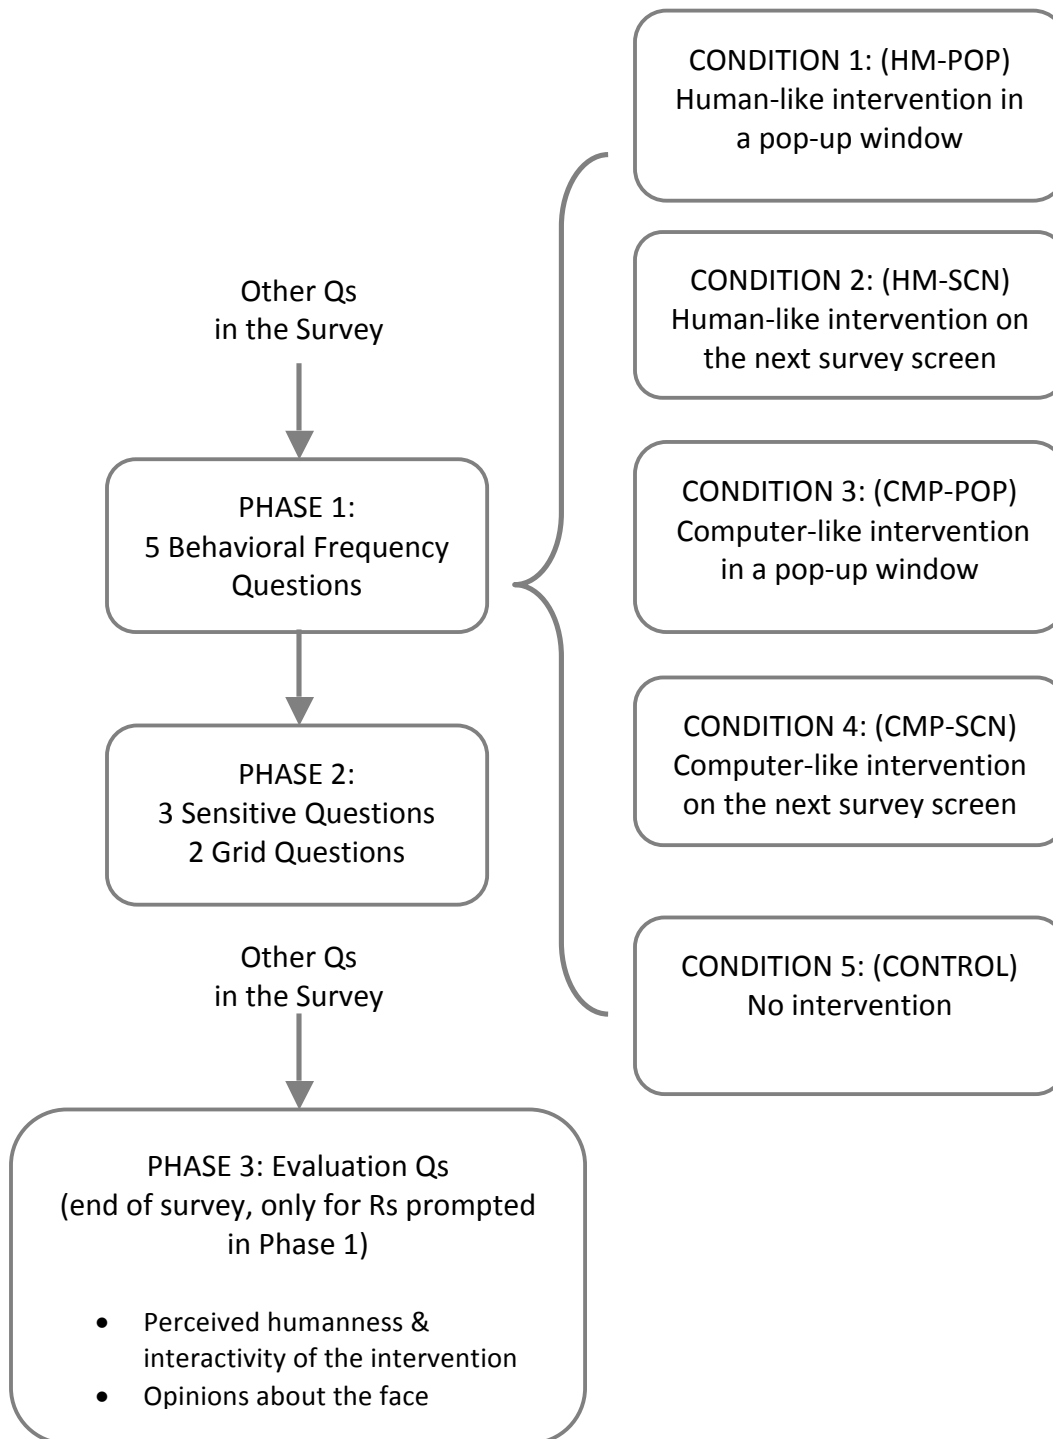 Other Qs
in the Survey
PHASE 1:
5 Behavioral Frequency
Questions
PHASE 2:
3 Sensitive Questions
2 Grid Questions
Other Qs
in the Survey
PHASE 3: Evaluation Qs
(end of survey, only for Rs prompted
in Phase 1)
• Perceived humanness &
interactivity of the intervention
• Opinions about the face
CONDITION 1: (HM-POP)
Human-like intervention in
a pop-up window
CONDITION 2: (HM-SCN)
Human-like intervention on
the next survey screen
CONDITION 3: (CMP-POP)
Computer-like intervention
in a pop-up window
CONDITION 4: (CMP-SCN)
Computer-like intervention
on the next survey screen
CONDITION 5: (CONTROL)
No intervention